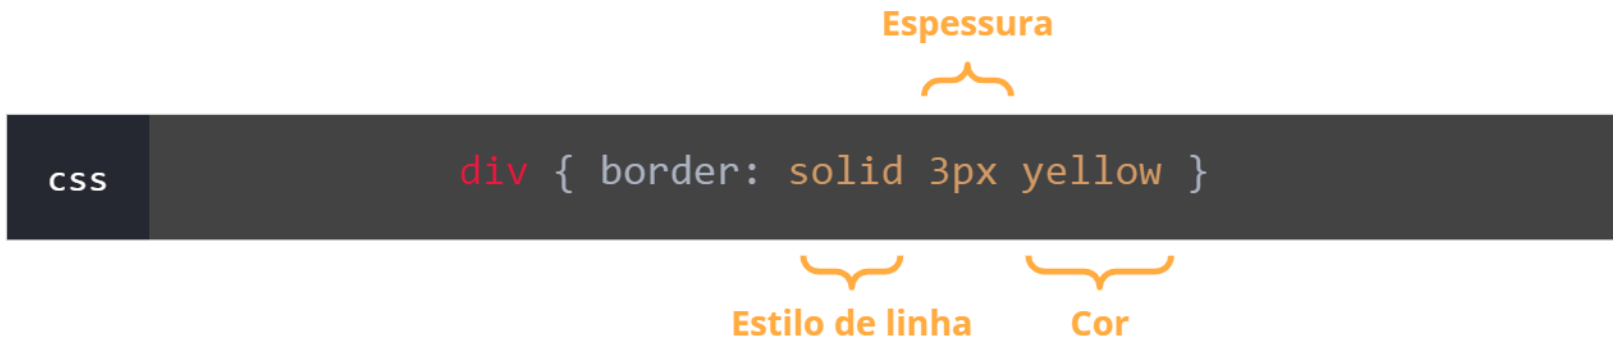 Espessura
css
div { border: solid 3px yellow }
Estilo de linha
Cor